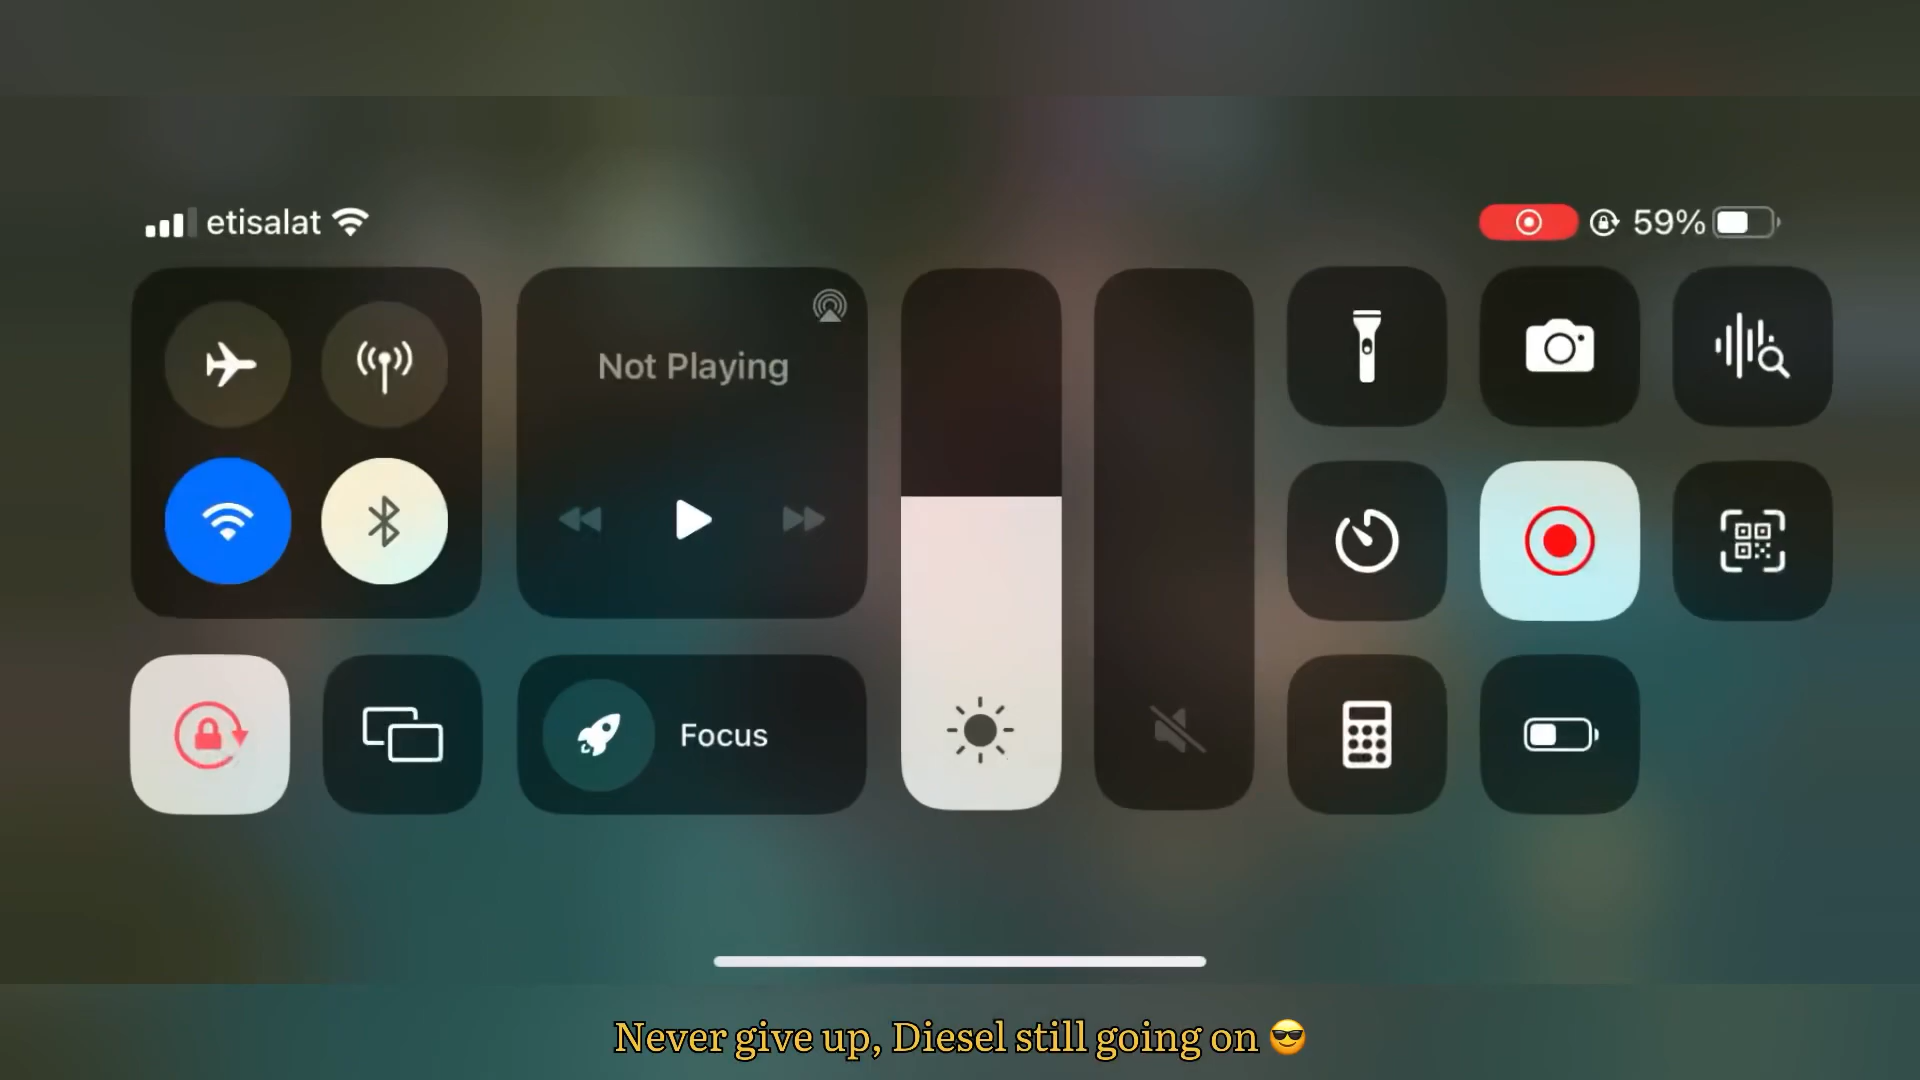 etisalat
59%
Not Playing
Focus
Never give up, Diesel still going on 😎